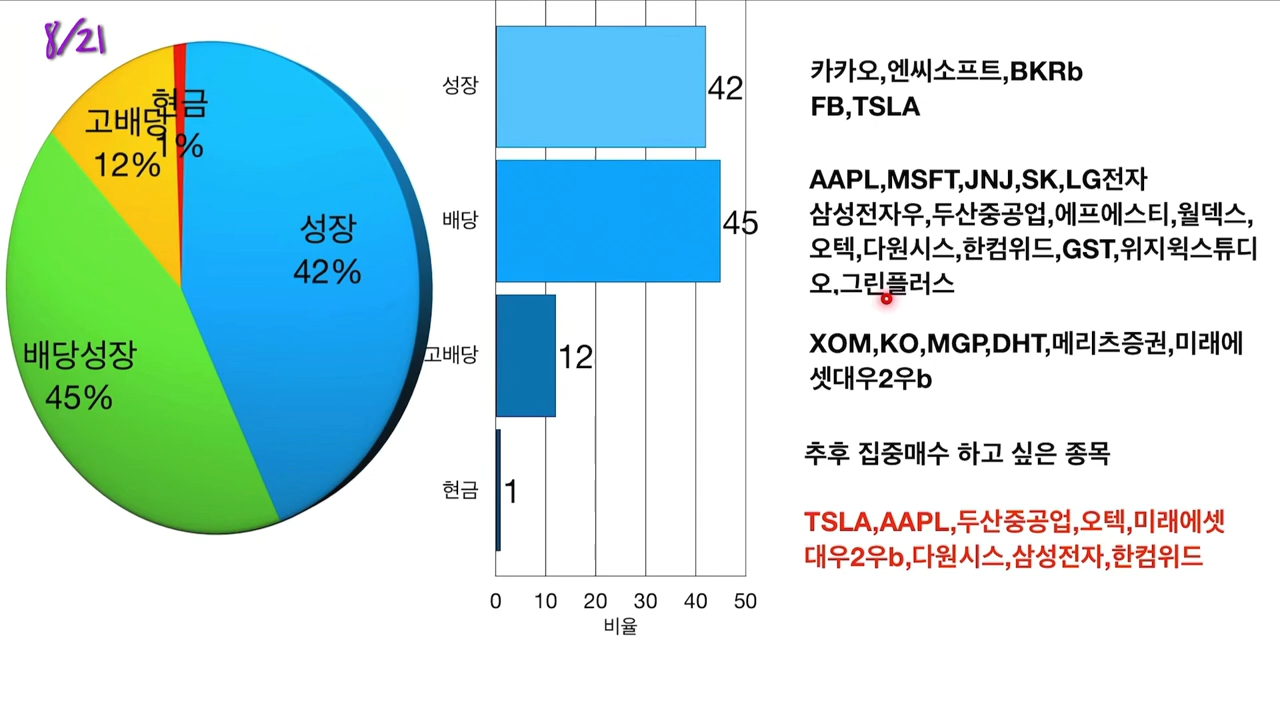 8/21
현금
1%
고배당
12%
성장
42%
배당성장
45%
성장
42
배당
45
고배당
12
현금
1
0 10 20 30 40 50
비율
카카오,엔씨소프트,BKRb
FB,TSLA
AAPL,MSFT,JNJ,SK,LG전자
삼성전자우,두산중공업,에프에스티,월덱스,
오텍,다원시스,한컴위드,GST,위지윅스튜디
오,그린플러스
XOM,KO,MGP,DHT,메리츠증권,미래에
셋대우2우b
추후 집중매수 하고 싶은 종목
TSLA,AAPL,두산중공업,오텍,미래에셋
대우2우b,다원시스,삼성전자,한컴위드